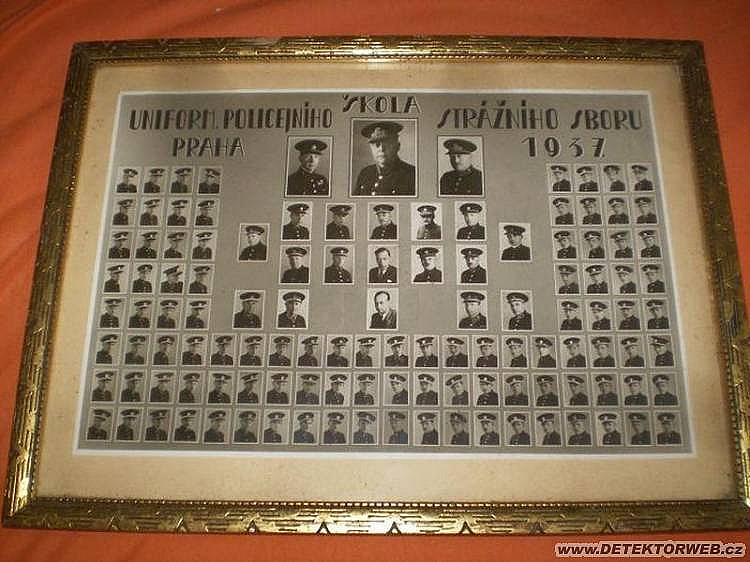 ŠKOLA
UNIFORM. POLICEJNÍHO STRÁŽNÍHO SBORU
PRAHA 1937
www.DETEKTORWEB.cz